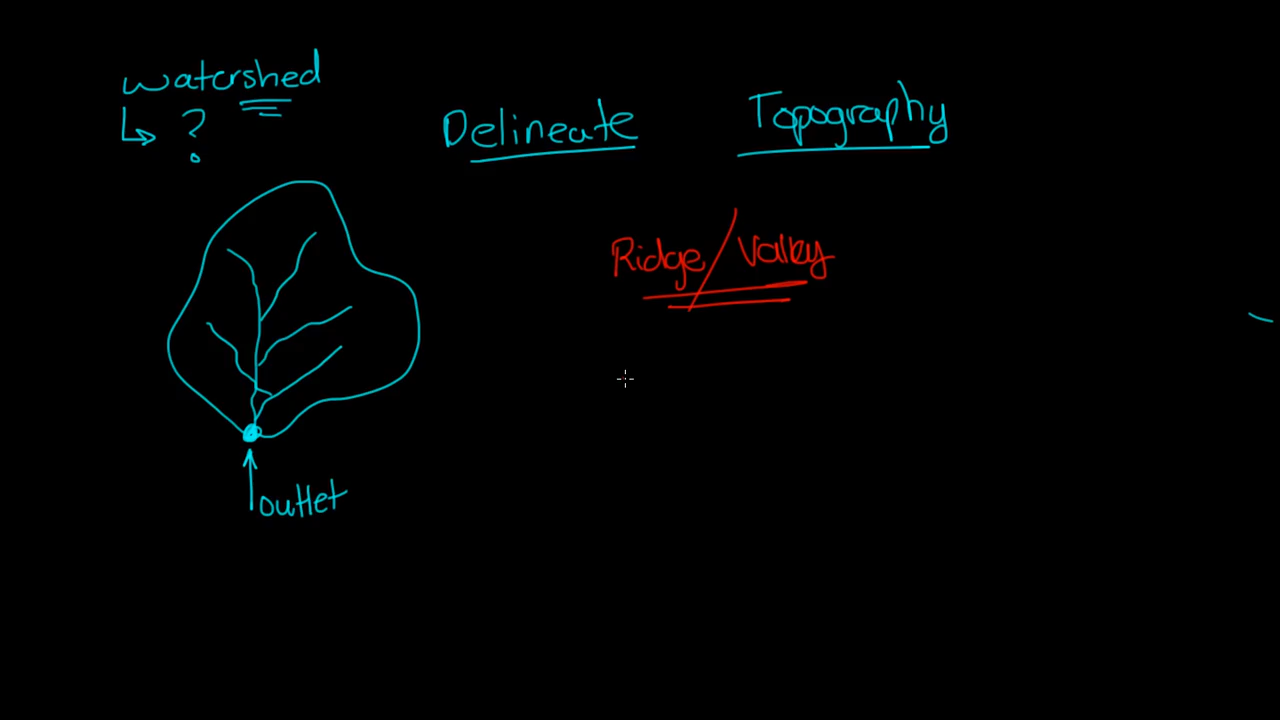 watershed
?
Delineate
Topography
Ridge/Valley
outlet